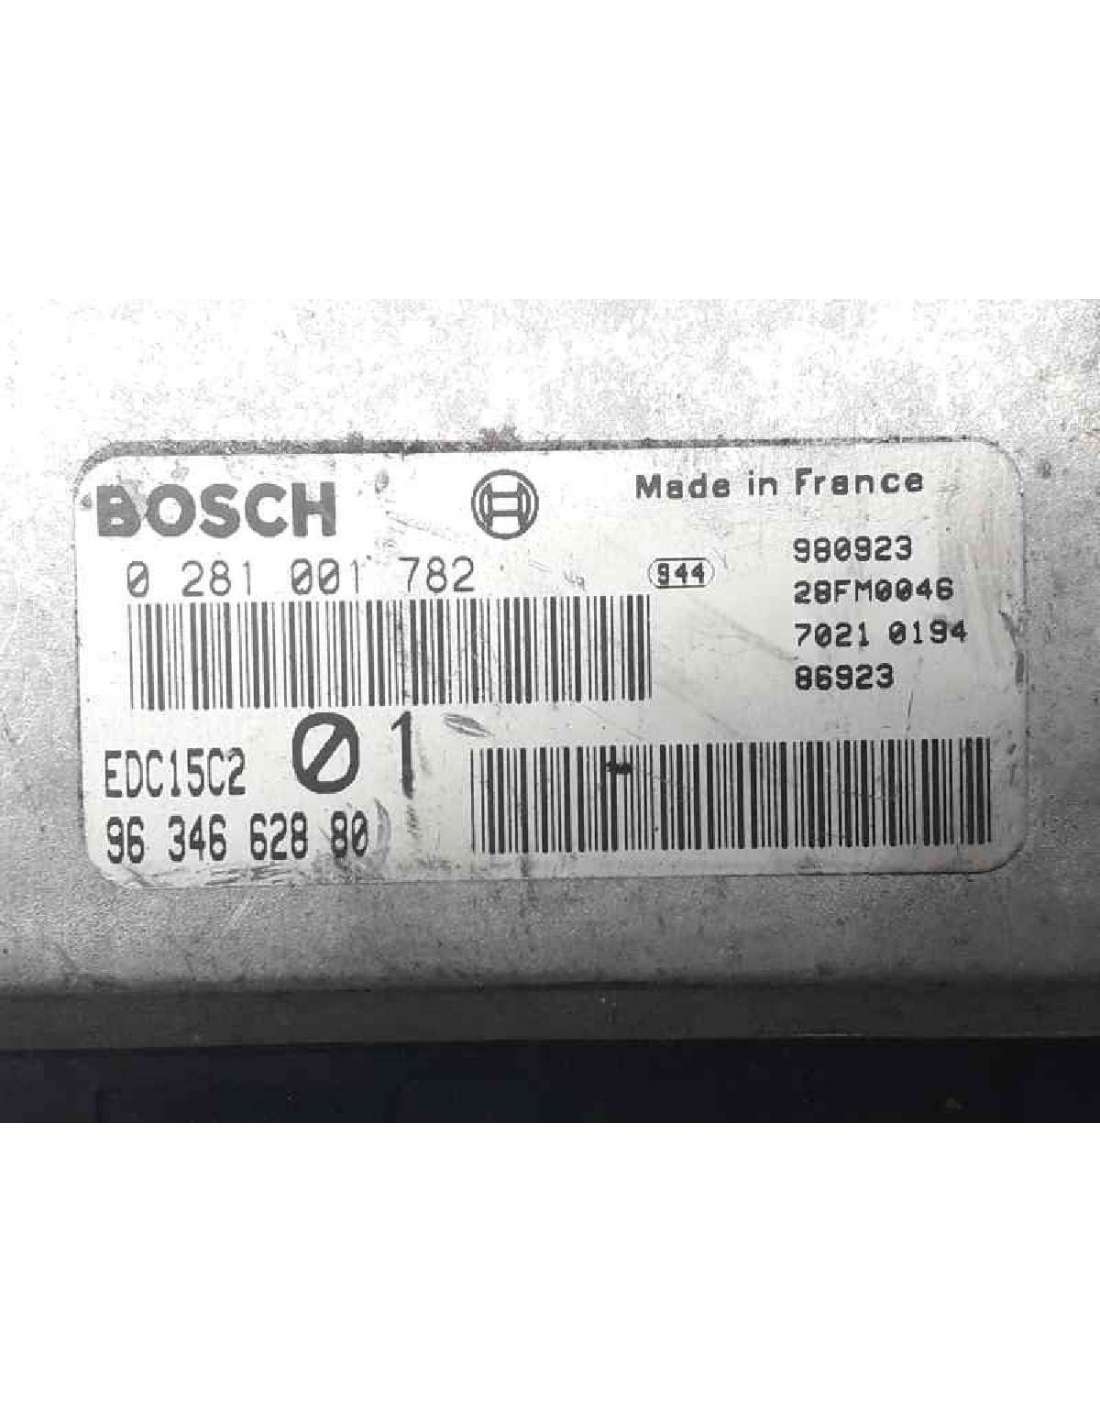 BOSCH
Made in France
0 281 001 782
944
980923
28FM0046
7021 0194
86923
EDC15C2 01
96 346 628 80